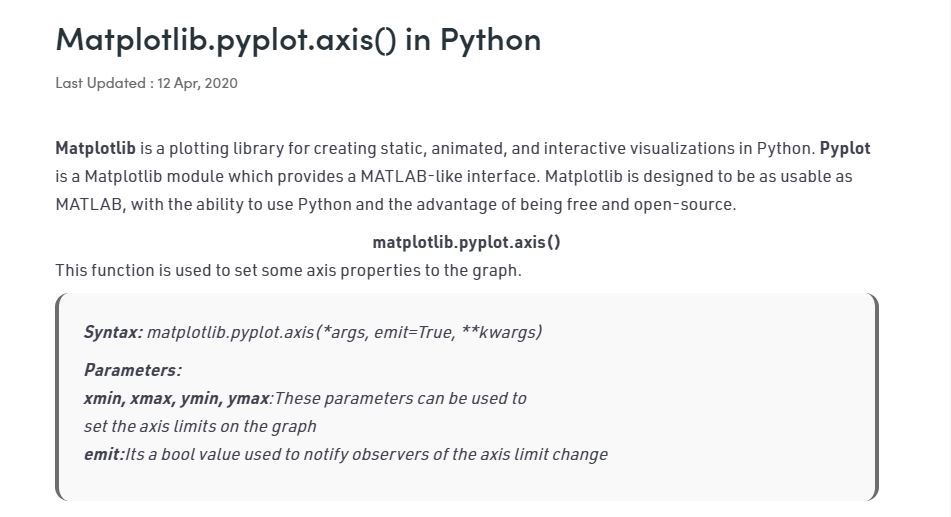 Matplotlib.pyplot.axis() in Python
Last Updated : 12 Apr, 2020
Matplotlib is a plotting library for creating static, animated, and interactive visualizations in Python. Pyplot
is a Matplotlib module which provides a MATLAB-like interface. Matplotlib is designed to be as usable as
MATLAB, with the ability to use Python and the advantage of being free and open-source.
matplotlib.pyplot.axis()
This function is used to set some axis properties to the graph.
Syntax: matplotlib.pyplot.axis(*args, emit=True, **kwargs)
Parameters:
xmin, xmax, ymin, ymax:These parameters can be used to
set the axis limits on the graph
emit:Its a bool value used to notify observers of the axis limit change